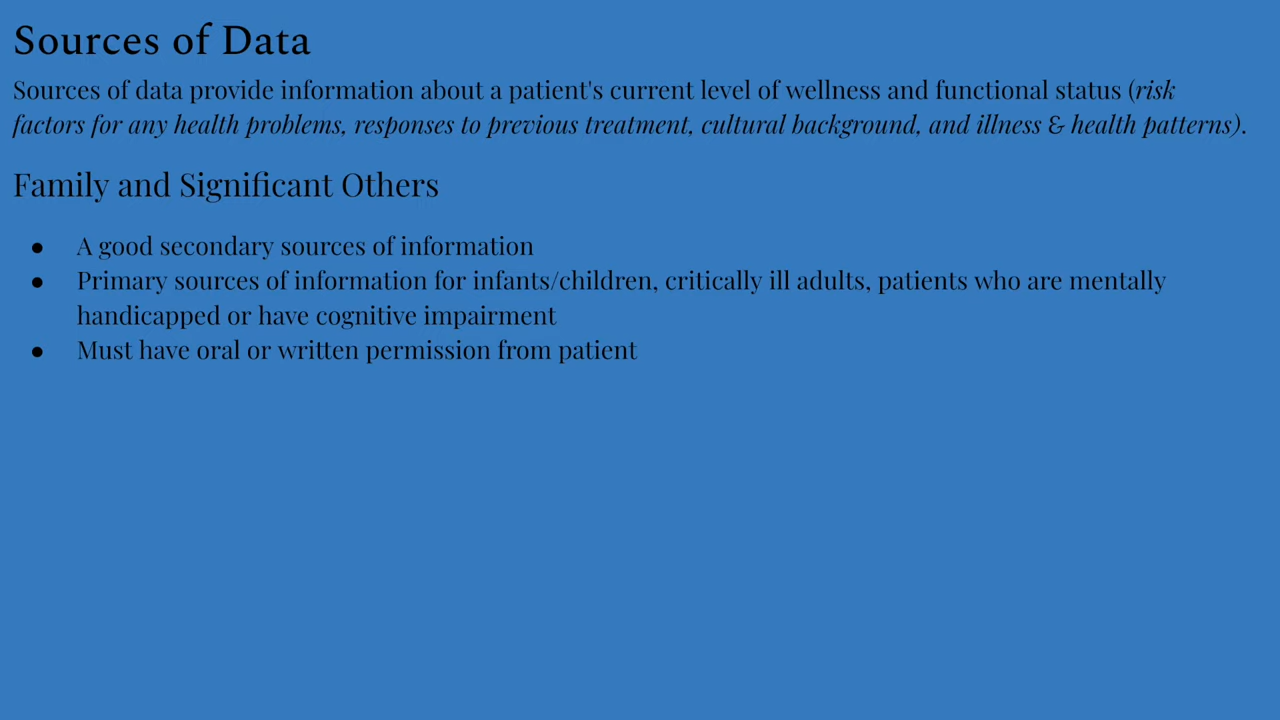 Sources of Data
Sources of data provide information about a patient's current level of wellness and functional status (risk
factors for any health problems, responses to previous treatment, cultural background, and illness & health patterns).
Family and Significant Others
● A good secondary sources of information
● Primary sources of information for infants/children, critically ill adults, patients who are mentally
handicapped or have cognitive impairment
● Must have oral or written permission from patient